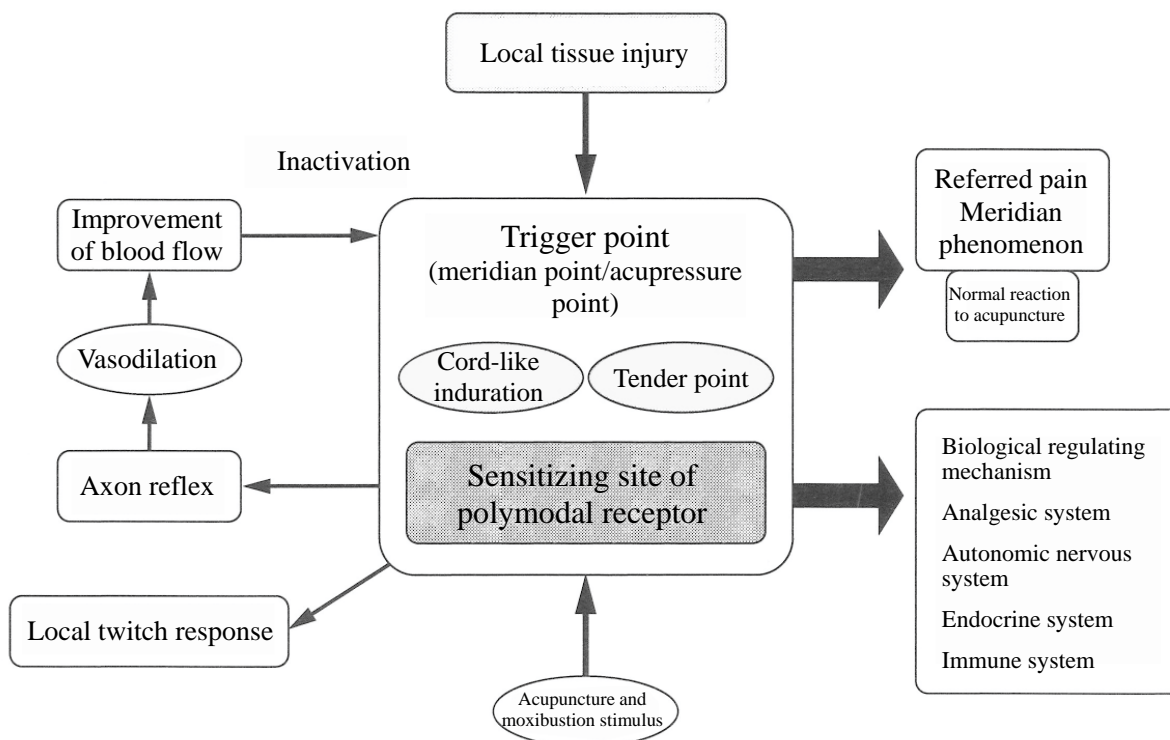 Local tissue injury
Inactivation
Improvement
of blood flow
Vasodilation
Axon reflex
Local twitch response
Trigger point
(meridian point/acupressure
point)
Cord-like
induration
Tender point
Sensitizing site of
polymodal receptor
Acupuncture and
moxibustion stimulus
Referred pain
Meridian
phenomenon
Normal reaction
to acupuncture
Biological regulating
mechanism
Analgesic system
Autonomic nervous
system
Endocrine system
Immune system